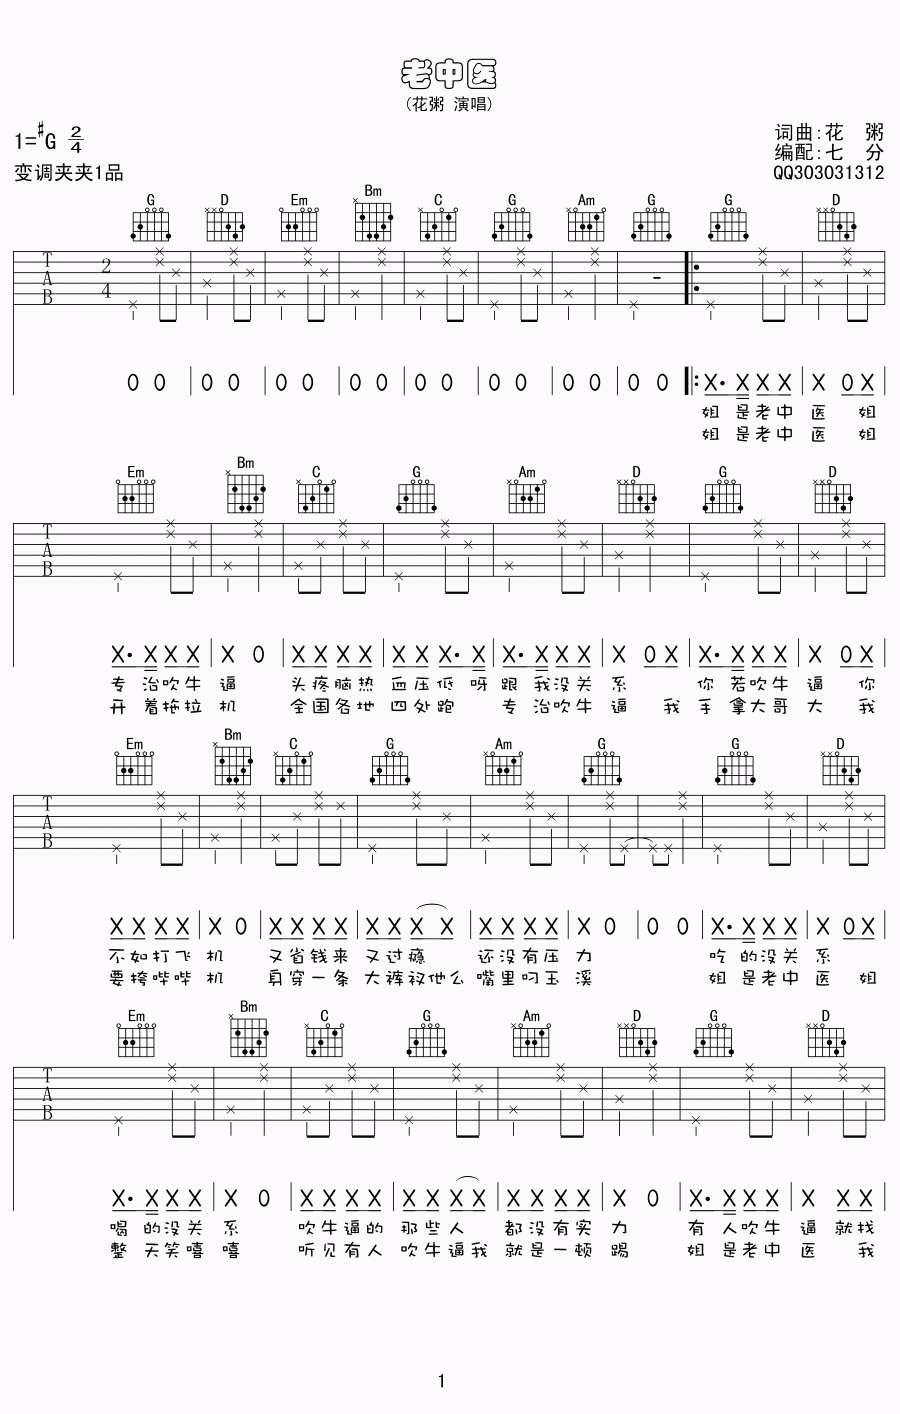 老中医
(花粥 演唱)
1=#G 2/4
词曲:花 粥
编配:七 分
变调夹夹1品
QQ303031312
G D Em Bm C G Am G G D
T A B 2 4
0 0 0 0 0 0 0 0 0 0 0 0 0 0 0 0 X· X X X X 0 X
姐 是老中 医 姐
姐 是老中 医 姐
Em Bm C G Am D G D
T A B
X· X X X X 0 X X X X X X X· X X· X X X X 0 X X· X X X X 0 X
专 治吹牛 逼 头疼脑热 血压低 呀 跟 我没关 系 你 若吹牛 逼 你
开 着拖拉 机 全国各地 四处跑 专 治吹牛 逼 我 手 拿大哥 大 我
Em Bm C G Am G G D
T A B
X X X X X 0 X X X X X X X X X X X X X 0 0 0 X· X X X X 0 X
不如打飞 机 又省钱来 又过瘾 还没有压 力 吃 的没关 系
要挎哔哔 机 身穿一条 大裤衩他么 嘴里叼玉 溪 姐 是老中 医 姐
Em Bm C G Am D G D
T A B
X· X X X X 0 X X X X X X X X X X X X X 0 X· X X X X X X
喝 的没关 系 吹牛逼的 那些人 都没有实 力 有 人吹牛 逼 就找
整 天笑嘻 嘻 听见有人 吹牛逼我 就是一顿 踢 姐 是老中 医 我
1